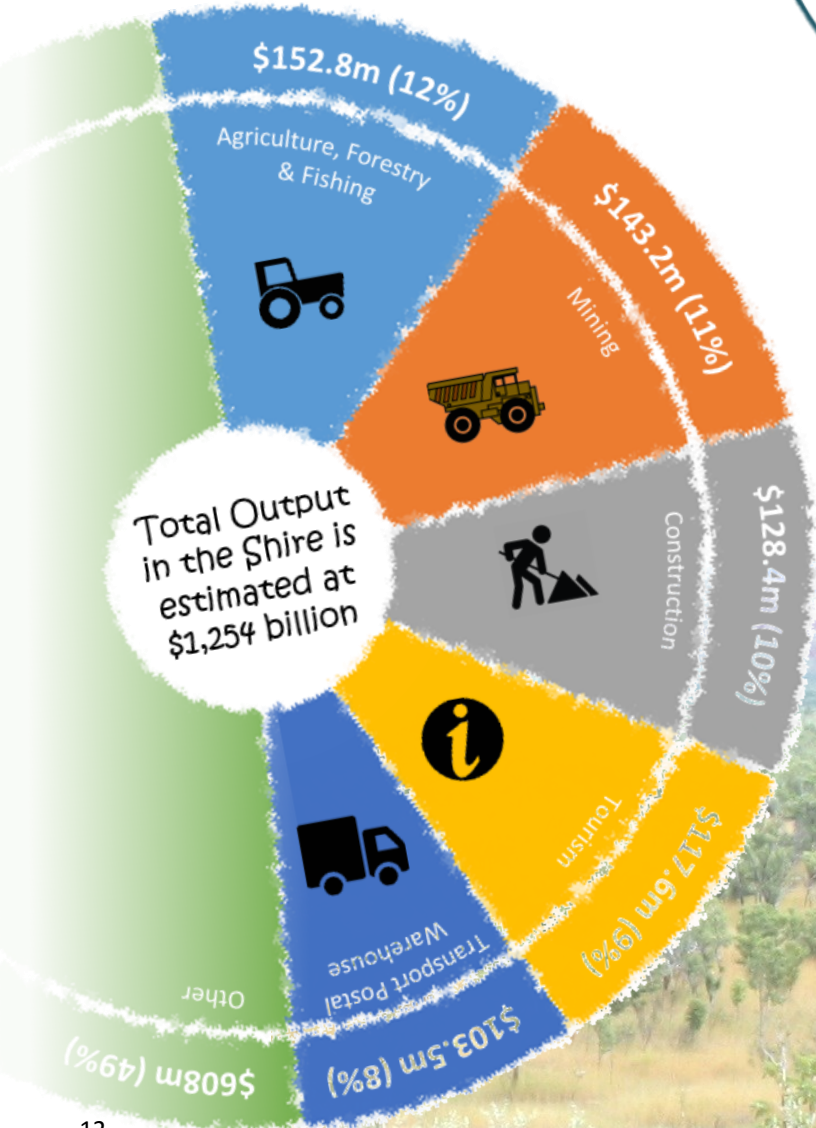 $152.8m (12%)
Agriculture, Forestry
& Fishing
$143.2m (11%)
Mining
$128.4m (10%)
Construction
Total Output
in the Shire is
estimated at
$1,254 billion
$117.6m (9%)
Tourism
Transport Postal
Warehouse
$103.5m (8%)
Other
$608m (49%)